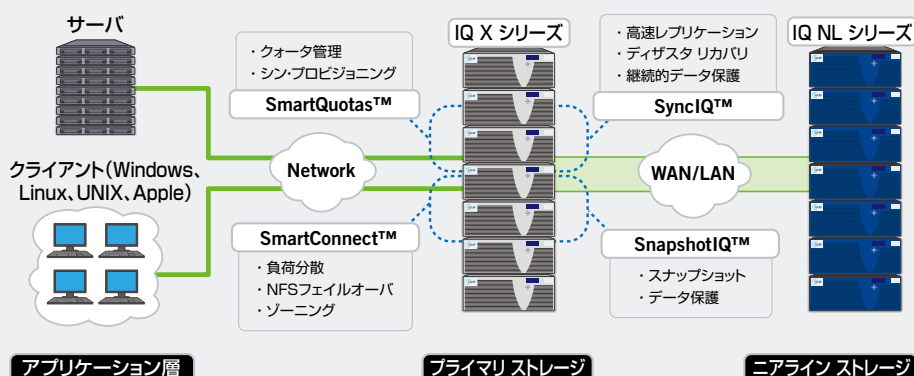 サーバ
クライアント(Windows、
Linux、UNIX、Apple)
・クォータ管理
・シン・プロビジョニング
SmartQuotas™
Network
SmartConnect™
・負荷分散
・NFSフェイルオーバ
・ゾーニング
IQ X シリーズ
・高速レプリケーション
・ディザスタ リカバリ
・継続的データ保護
SyncIQ™
WAN/LAN
SnapshotIQ™
・スナップショット
・データ保護
IQ NL シリーズ
アプリケーション層
プライマリ ストレージ
ニアライン ストレージ